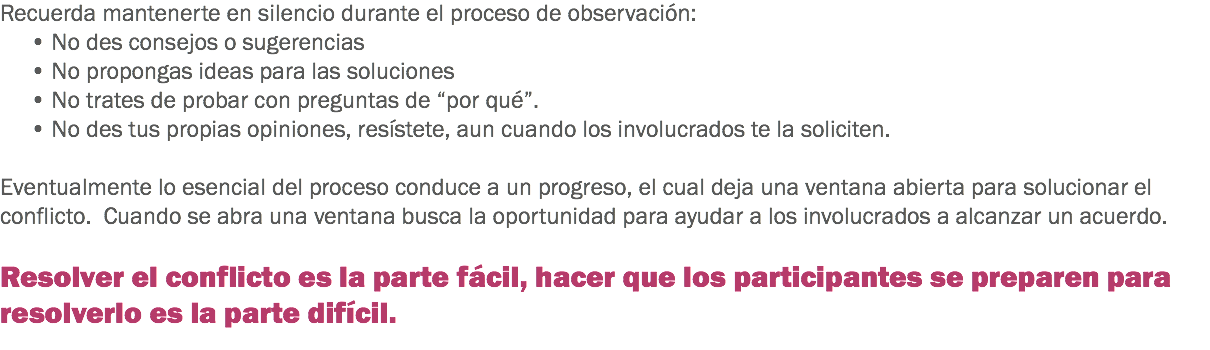 Recuerda mantenerte en silencio durante el proceso de observación:
• No des consejos o sugerencias
• No propongas ideas para las soluciones
• No trates de probar con preguntas de “por qué”.
• No des tus propias opiniones, resístete, aun cuando los involucrados te la soliciten.
Eventualmente lo esencial del proceso conduce a un progreso, el cual deja una ventana abierta para solucionar el
conflicto.  Cuando se abra una ventana busca la oportunidad para ayudar a los involucrados a alcanzar un acuerdo.
Resolver el conflicto es la parte fácil, hacer que los participantes se preparen para
resolverlo es la parte difícil.